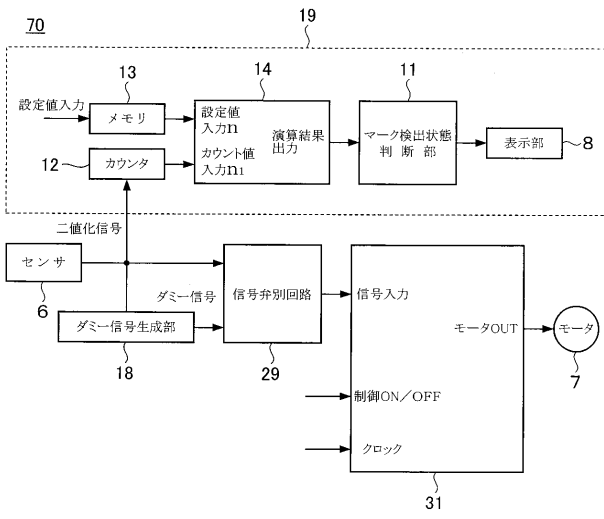 70
19
13
14
11
設定値入力
メモリ
設定値
入力n
演算結果
出力
マーク検出状態
判断部
表示部
8
12
カウンタ
カウント値
入力n1
二値化信号
センサ
6
ダミー信号
信号弁別回路
信号入力
ダミー信号生成部
18
29
モータOUT
モータ
7
制御ON/OFF
クロック
31